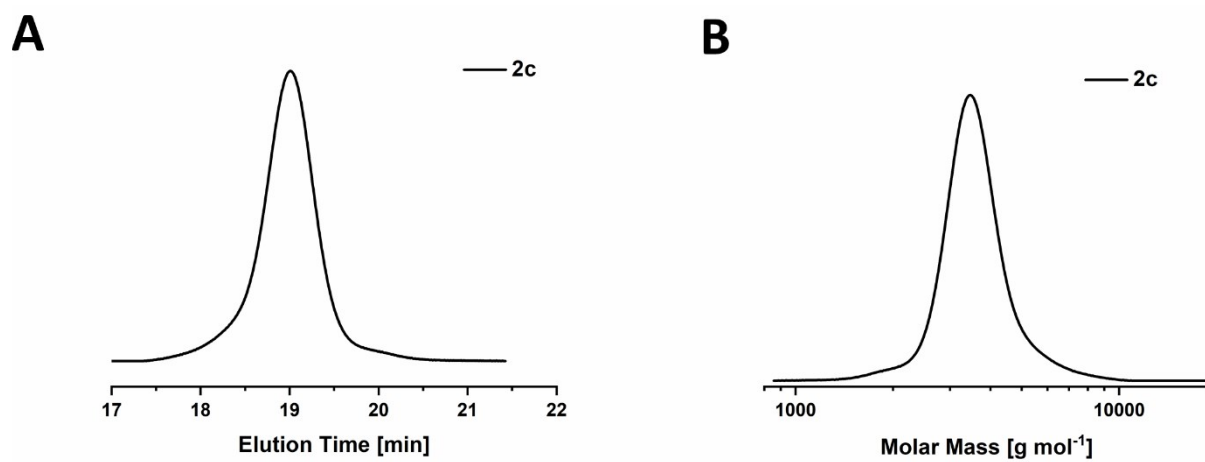 A
2c
17 18 19 20 21 22
Elution Time [min]
B
2c
1000 10000
Molar Mass [g mol⁻¹]